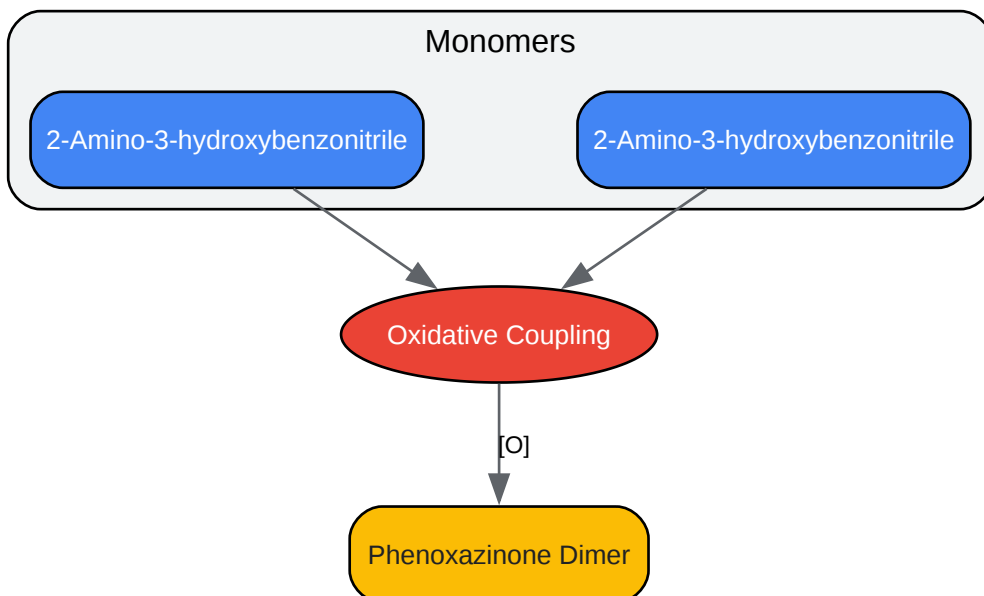 Monomers
2-Amino-3-hydroxybenzonitrile
2-Amino-3-hydroxybenzonitrile
Oxidative Coupling
[O]
Phenoxazinone Dimer